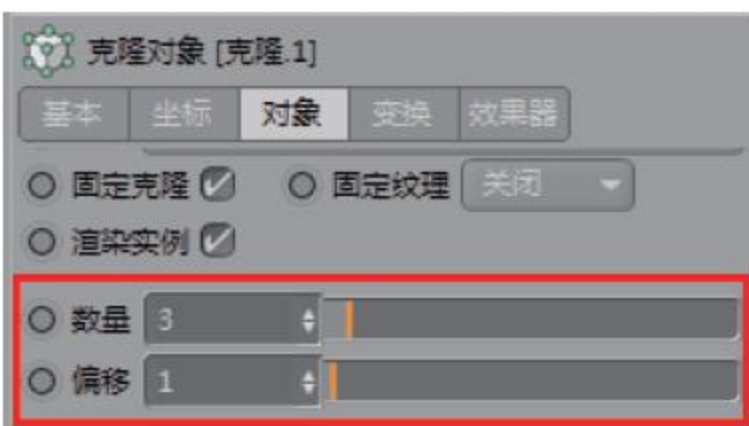 克隆对象 [克隆.1]
基本 坐标 对象 变换 效果器
固定克隆 固定纹理 关闭
渲染实例
数量 3
偏移 1